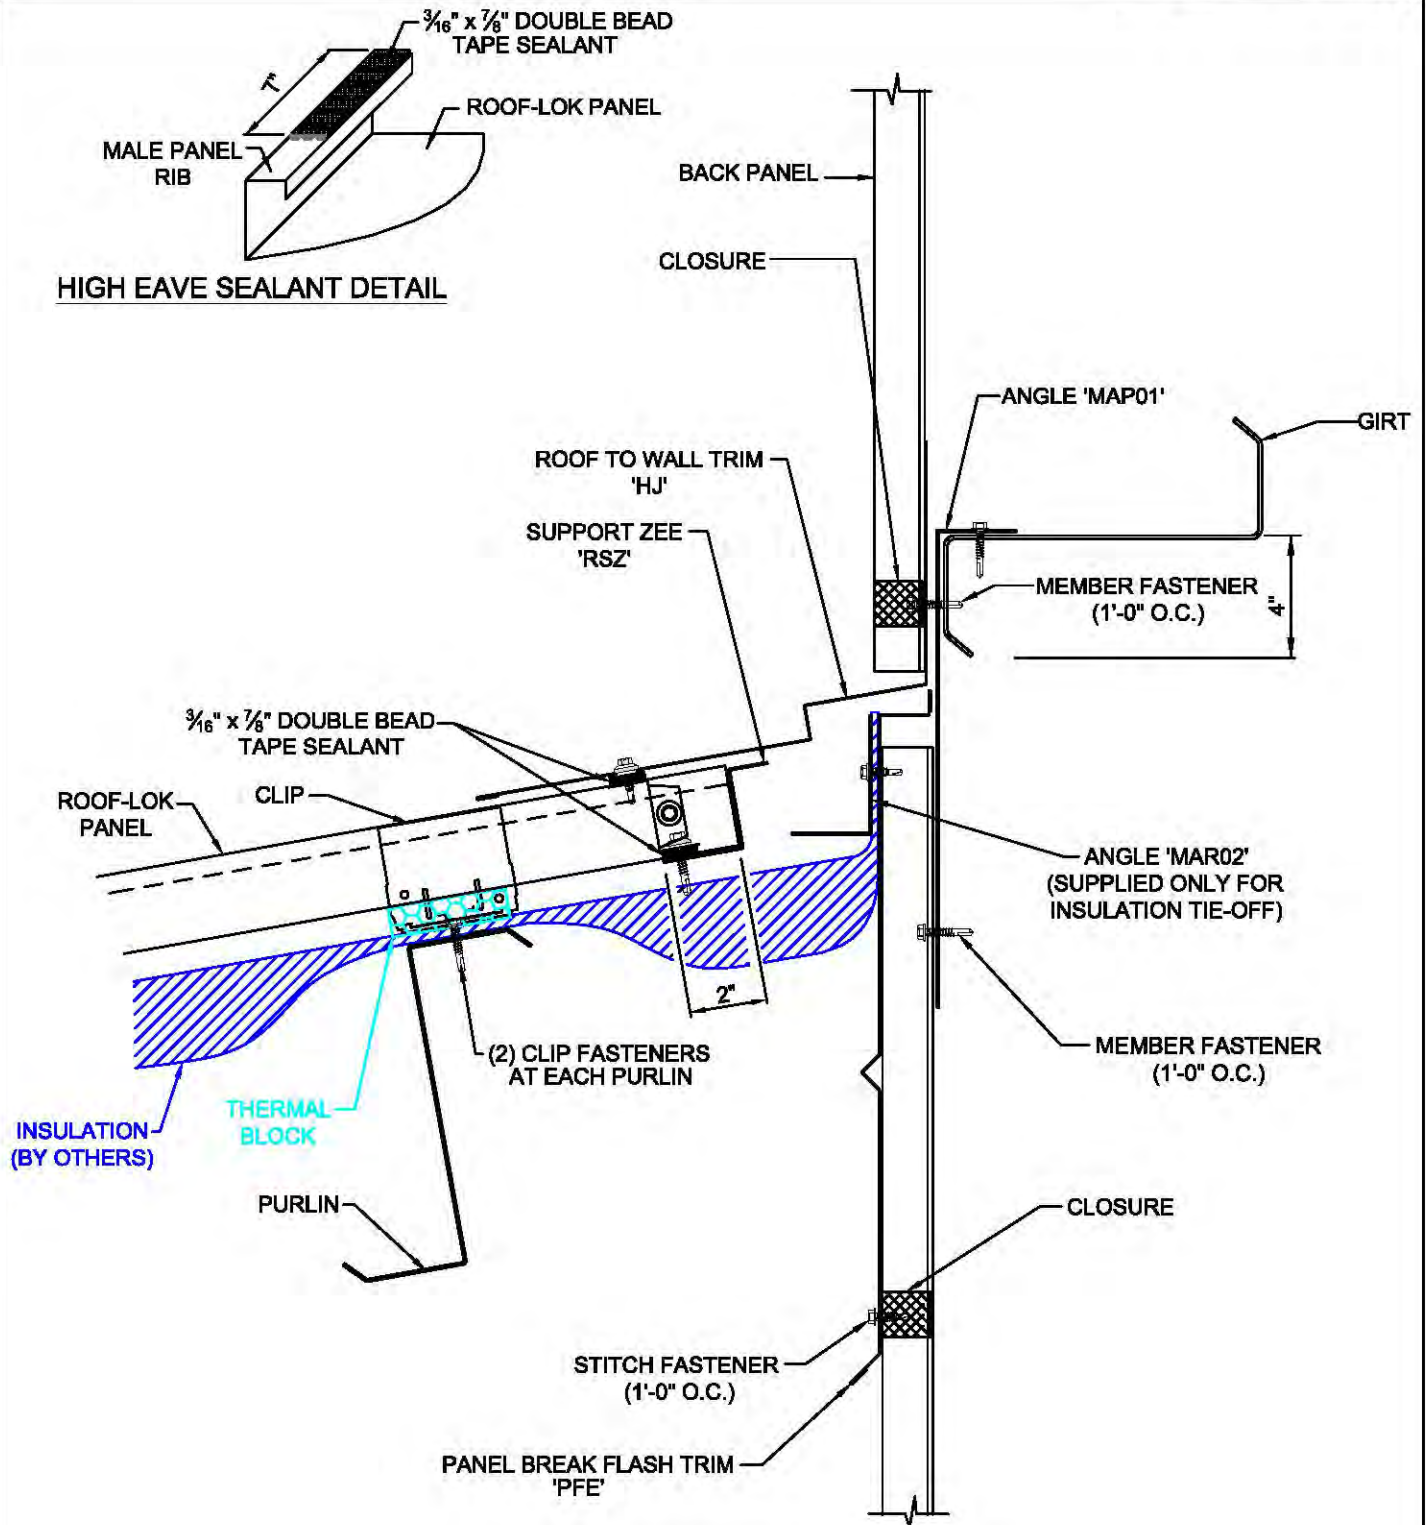 3/16" x 7/8" DOUBLE BEAD
TAPE SEALANT
7"
ROOF-LOK PANEL
MALE PANEL
RIB
HIGH EAVE SEALANT DETAIL
BACK PANEL
CLOSURE
ANGLE 'MAP01'
GIRT
ROOF TO WALL TRIM
'HJ'
SUPPORT ZEE
'RSZ'
MEMBER FASTENER
(1'-0" O.C.)
4"
3/16" x 7/8" DOUBLE BEAD
TAPE SEALANT
ROOF-LOK
PANEL
CLIP
ANGLE 'MAR02'
(SUPPLIED ONLY FOR
INSULATION TIE-OFF)
2"
(2) CLIP FASTENERS
AT EACH PURLIN
MEMBER FASTENER
(1'-0" O.C.)
THERMAL
BLOCK
INSULATION
(BY OTHERS)
PURLIN
CLOSURE
STITCH FASTENER
(1'-0" O.C.)
PANEL BREAK FLASH TRIM
'PFE'